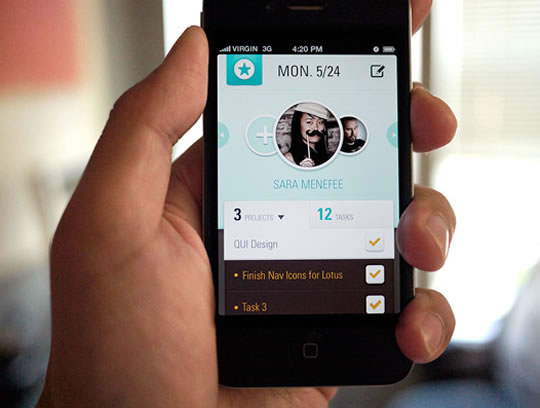 VIRGIN 3G 4:20 PM
MON. 5/24
SARA MENEFEE
3 PROJECTS 12 TASKS
QUI Design
• Finish Nav Icons for Lotus
• Task 3